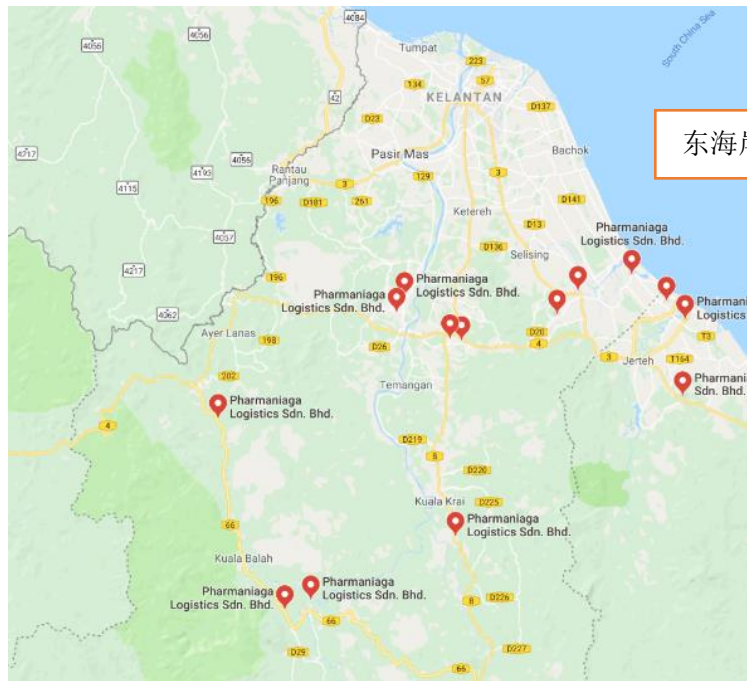 4084
4056
4056
Tumpat
South China Sea
223
57
134
42
KELANTAN
D137
D23
4217
4056
4193
Pasir Mas
Bachok
东海岸
Rantau
Panjang
3
129
3
4115
196
D181
261
Ketereh
D141
D13
4057
D136
Selising
Pharmaniaga
Logistics Sdn. Bhd.
4217
196
Pharmaniaga
Logistics Sdn. Bhd.
Pharmaniaga
Logistics Sdn. Bhd.
4062
Pharmani
Logistics
Ayer Lanas
198
D26
D20
4
T3
3
Jerteh
T164
202
Temangan
Pharmani
Sdn. Bhd.
Pharmaniaga
Logistics Sdn. Bhd.
4
D219
8
D220
Kuala Krai
D225
66
Pharmaniaga
Logistics Sdn. Bhd.
Kuala Balah
Pharmaniaga
Logistics Sdn. Bhd.
Pharmaniaga
Logistics Sdn. Bhd.
8
D226
66
D29
D227
66